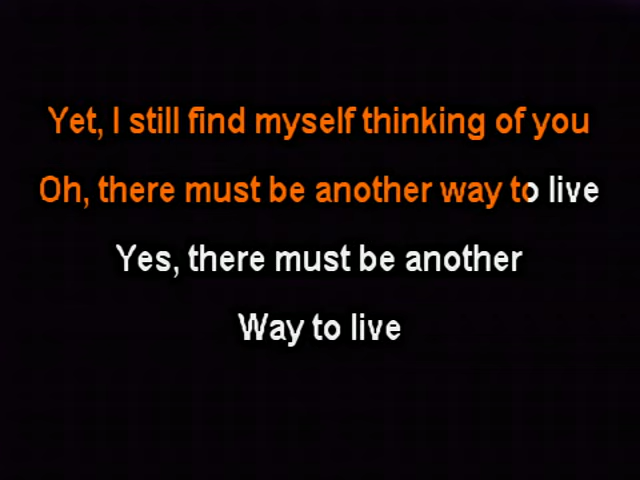 Yet, I still find myself thinking of you
Oh, there must be another way to live
Yes, there must be another
Way to live